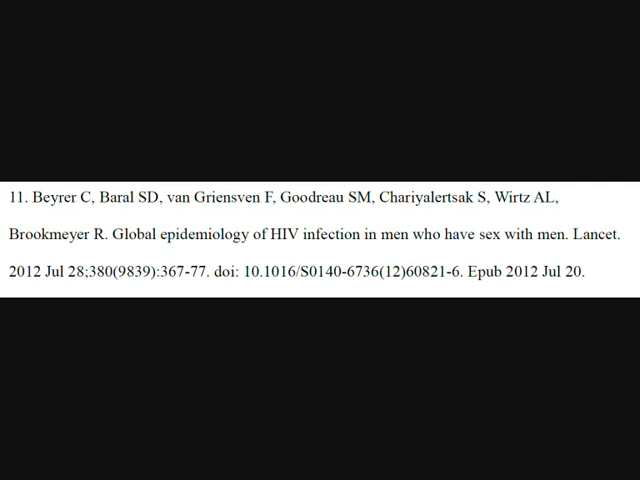 11. Beyrer C, Baral SD, van Griensven F, Goodreau SM, Chariyalertsak S, Wirtz AL,
Brookmeyer R. Global epidemiology of HIV infection in men who have sex with men. Lancet.
2012 Jul 28;380(9839):367-77. doi: 10.1016/S0140-6736(12)60821-6. Epub 2012 Jul 20.